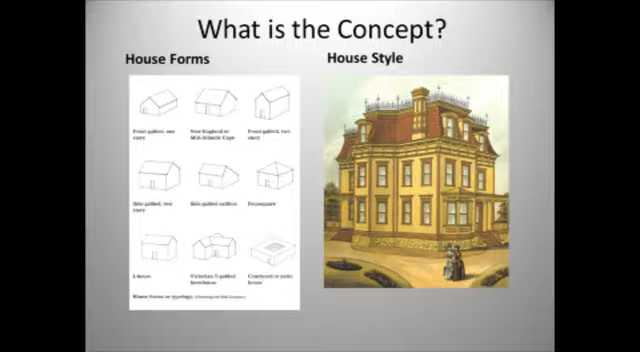 What is the Concept?
House Forms
House Style
Front gabled, one
story
New England or
Mid-Atlantic Cape
Front gabled, two
story
Side gabled, two
story
Side gabled saltbox
Foursquare
I-house
Victorian T-gabled
farmhouse
Courtyard or patio
house
House forms or typology.